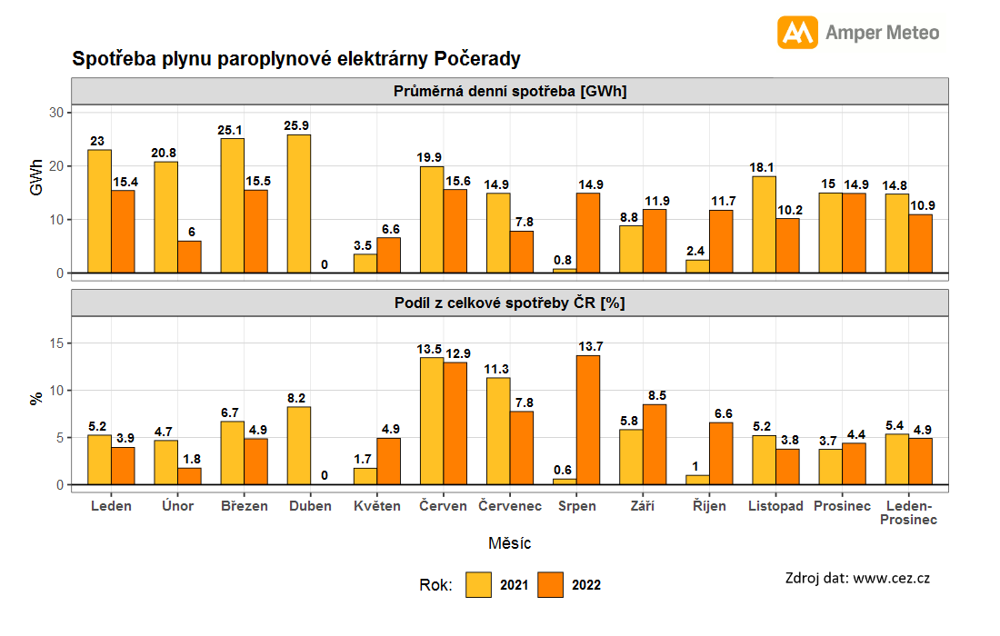 Amper Meteo
Spotřeba plynu paroplynové elektrárny Počerady
Průměrná denní spotřeba [GWh]
GWh
30
20
10
0
23 15.4 20.8 6 25.1 15.5 25.9 0 3.5 6.6 19.9 15.6 14.9 7.8 0.8 14.9 8.8 11.9 2.4 11.7 18.1 10.2 15 14.9 14.8 10.9
Podíl z celkové spotřeby ČR [%]
%
15
10
5
0
5.2 3.9 4.7 1.8 6.7 4.9 8.2 0 1.7 4.9 13.5 12.9 11.3 7.8 0.6 13.7 5.8 8.5 1 6.6 5.2 3.8 3.7 4.4 5.4 4.9
Leden Únor Březen Duben Květen Červen Červenec Srpen Září Říjen Listopad Prosinec Leden-
Prosinec
Měsíc
Rok: 2021 2022
Zdroj dat: www.cez.cz